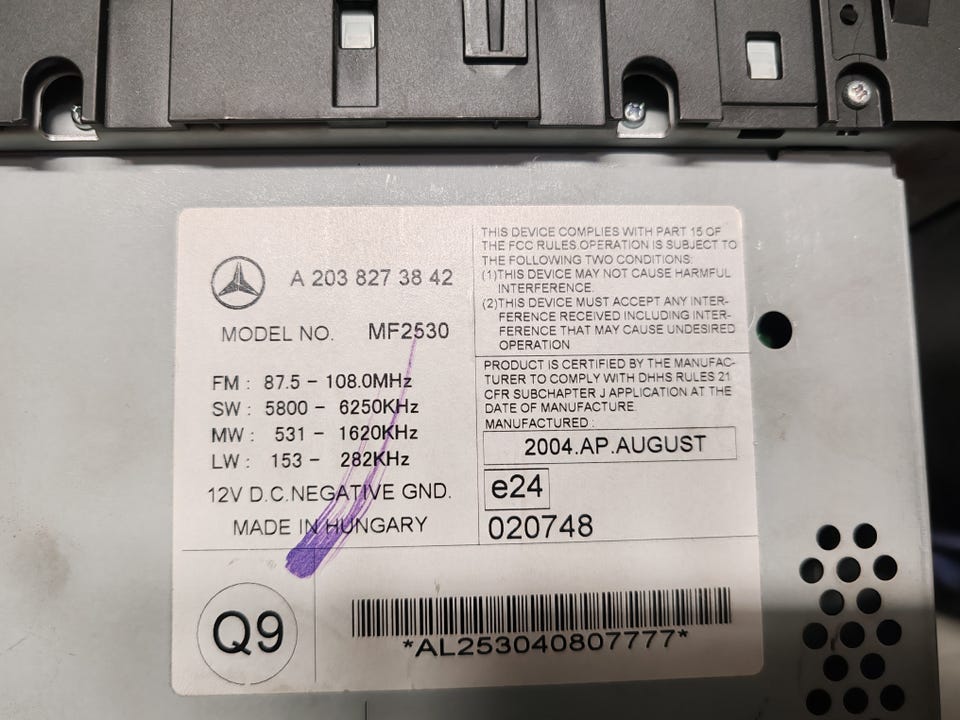 A 203 827 38 42
MODEL NO. MF2530
FM : 87.5 - 108.0MHz
SW : 5800 - 6250KHz
MW : 531 - 1620KHz
LW : 153 - 282KHz
12V D.C.NEGATIVE GND.
MADE IN HUNGARY
THIS DEVICE COMPLIES WITH PART 15 OF
THE FCC RULES.OPERATION IS SUBJECT TO
THE FOLLOWING TWO CONDITIONS:
(1)THIS DEVICE MAY NOT CAUSE HARMFUL
INTERFERENCE.
(2)THIS DEVICE MUST ACCEPT ANY INTER-
FERENCE RECEIVED INCLUDING INTER-
FERENCE THAT MAY CAUSE UNDESIRED
OPERATION
PRODUCT IS CERTIFIED BY THE MANUFAC-
TURER TO COMPLY WITH DHHS RULES 21
CFR SUBCHAPTER J APPLICATION AT THE
DATE OF MANUFACTURE.
MANUFACTURED :
2004.AP.AUGUST
e24
020748
Q9
*AL253040807777*